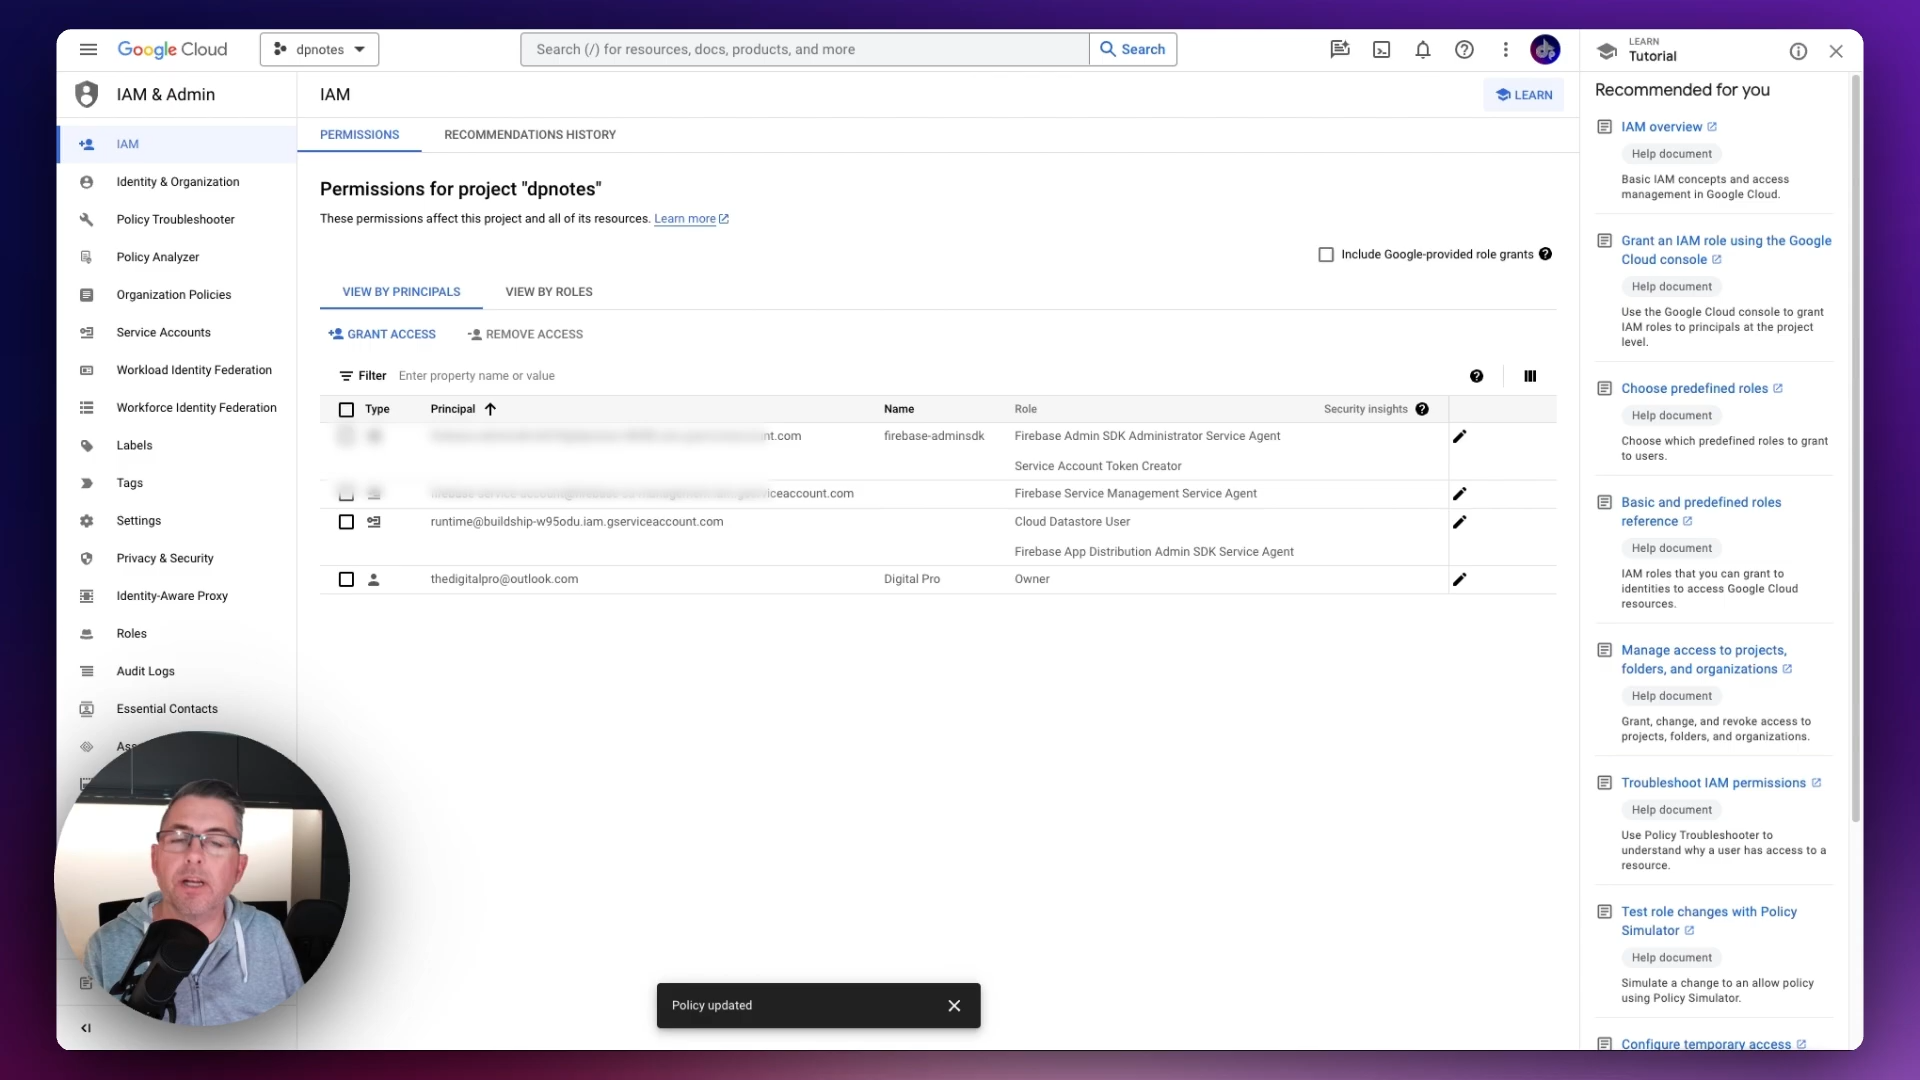 Google Cloud
dpnotes
Search (/) for resources, docs, products, and more
Search
LEARN
Tutorial
IAM & Admin
IAM
LEARN
Recommended for you
PERMISSIONS
RECOMMENDATIONS HISTORY
IAM
Identity & Organization
Policy Troubleshooter
Policy Analyzer
Organization Policies
Service Accounts
Workload Identity Federation
Workforce Identity Federation
Labels
Tags
Settings
Privacy & Security
Identity-Aware Proxy
Roles
Audit Logs
Essential Contacts
Permissions for project "dpnotes"
These permissions affect this project and all of its resources. Learn more
Include Google-provided role grants
VIEW BY PRINCIPALS
VIEW BY ROLES
GRANT ACCESS
REMOVE ACCESS
Filter
Enter property name or value
Type
Principal
Name
Role
Security insights
nt.com
firebase-adminsdk
Firebase Admin SDK Administrator Service Agent
Service Account Token Creator
iceaccount.com
Firebase Service Management Service Agent
runtime@buildship-w95odu.iam.gserviceaccount.com
Cloud Datastore User
Firebase App Distribution Admin SDK Service Agent
thedigitalpro@outlook.com
Digital Pro
Owner
Policy updated
IAM overview
Help document
Basic IAM concepts and access
management in Google Cloud.
Grant an IAM role using the Google
Cloud console
Help document
Use the Google Cloud console to grant
IAM roles to principals at the project
level.
Choose predefined roles
Help document
Choose which predefined roles to grant
to users.
Basic and predefined roles
reference
Help document
IAM roles that you can grant to
identities to access Google Cloud
resources.
Manage access to projects,
folders, and organizations
Help document
Grant, change, and revoke access to
projects, folders, and organizations.
Troubleshoot IAM permissions
Help document
Use Policy Troubleshooter to
understand why a user has access to a
resource.
Test role changes with Policy
Simulator
Help document
Simulate a change to an allow policy
using Policy Simulator.
Configure temporary access